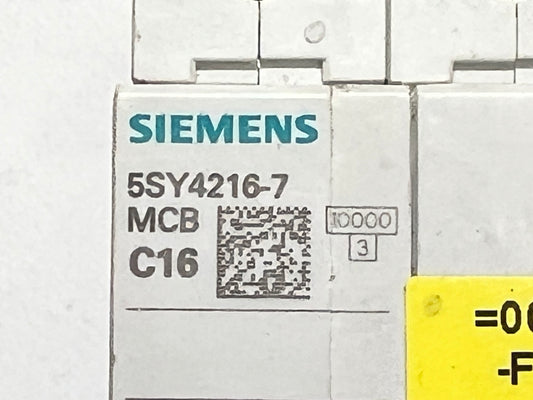 SIEMENS
5SY4216-7
MCB
C16
10000
3
=0
-F